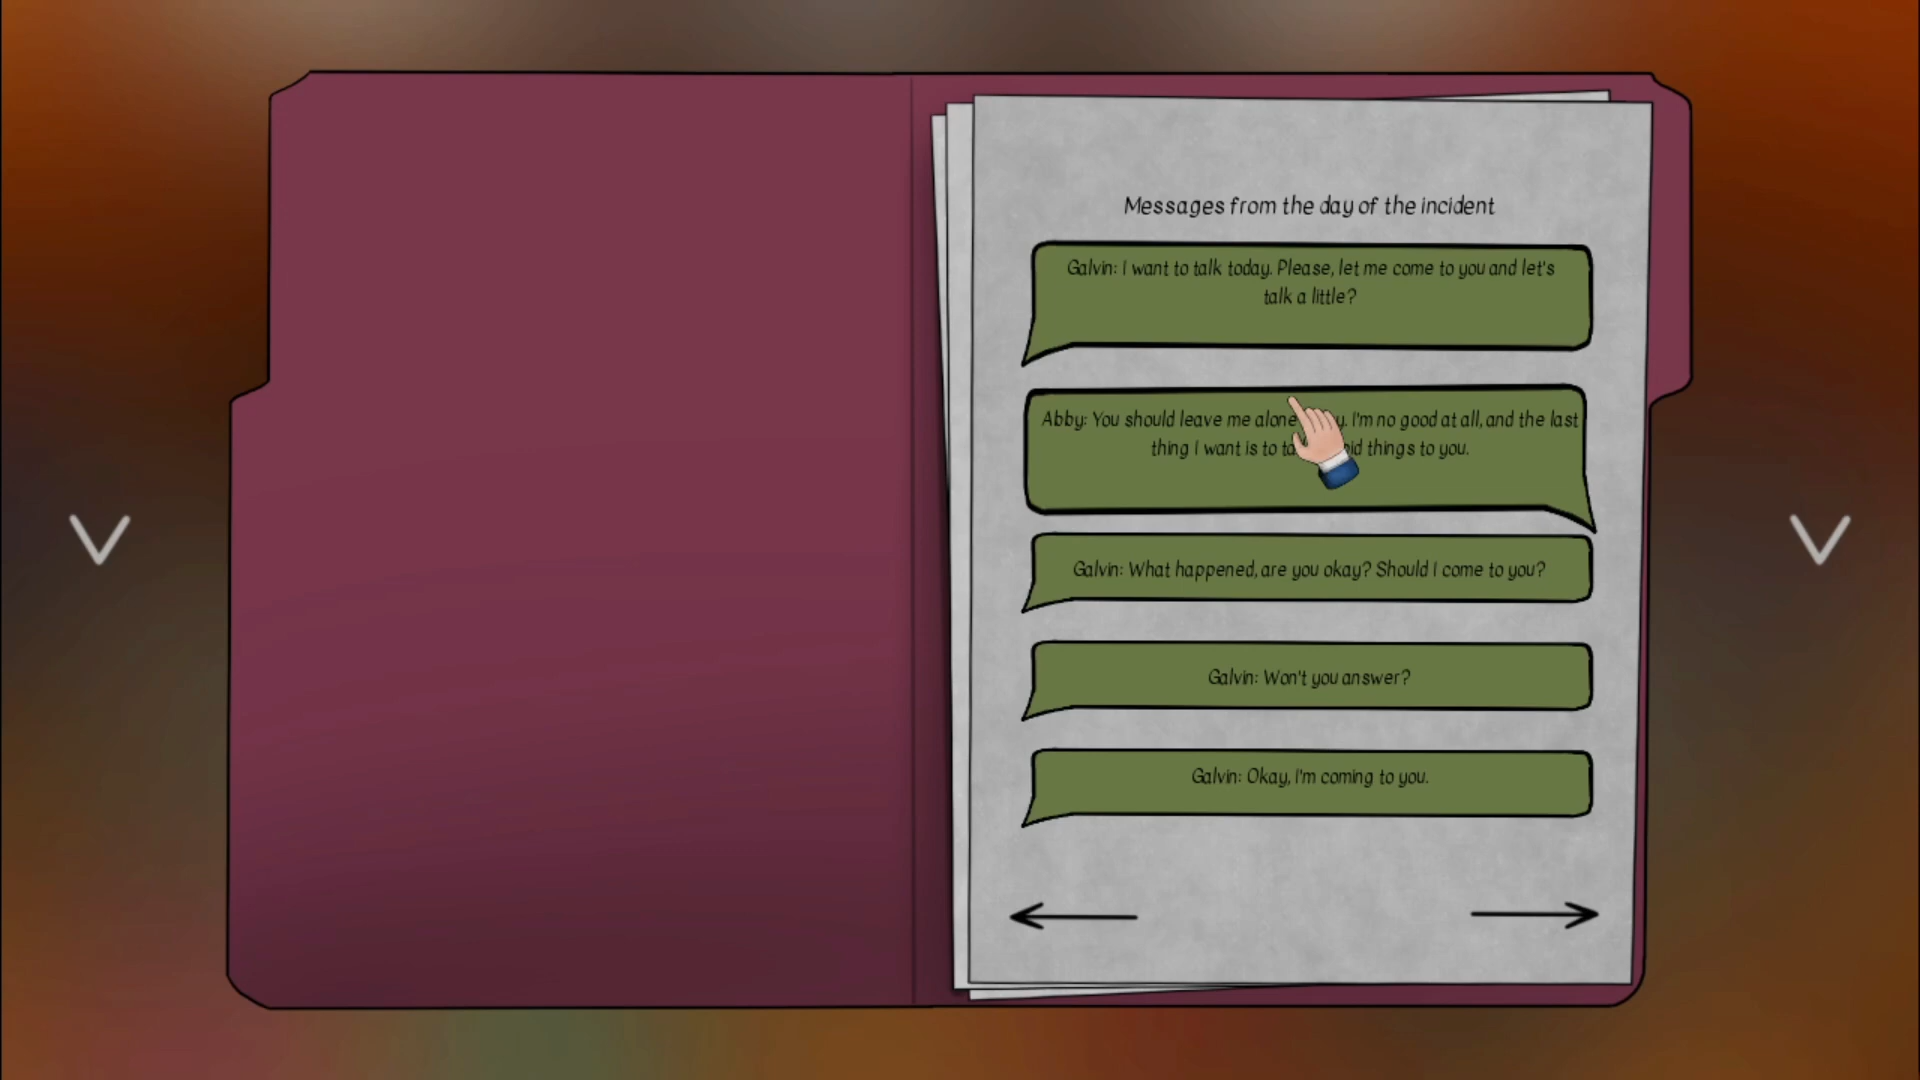 Messages from the day of the incident
Galvin: I want to talk today. Please, let me come to you and let's
talk a little?
Abby: You should leave me alone I'm no good at all, and the last
thing I want is to things to you.
Galvin: What happened, are you okay? Should I come to you?
Galvin: Won't you answer?
Galvin: Okay, I'm coming to you.